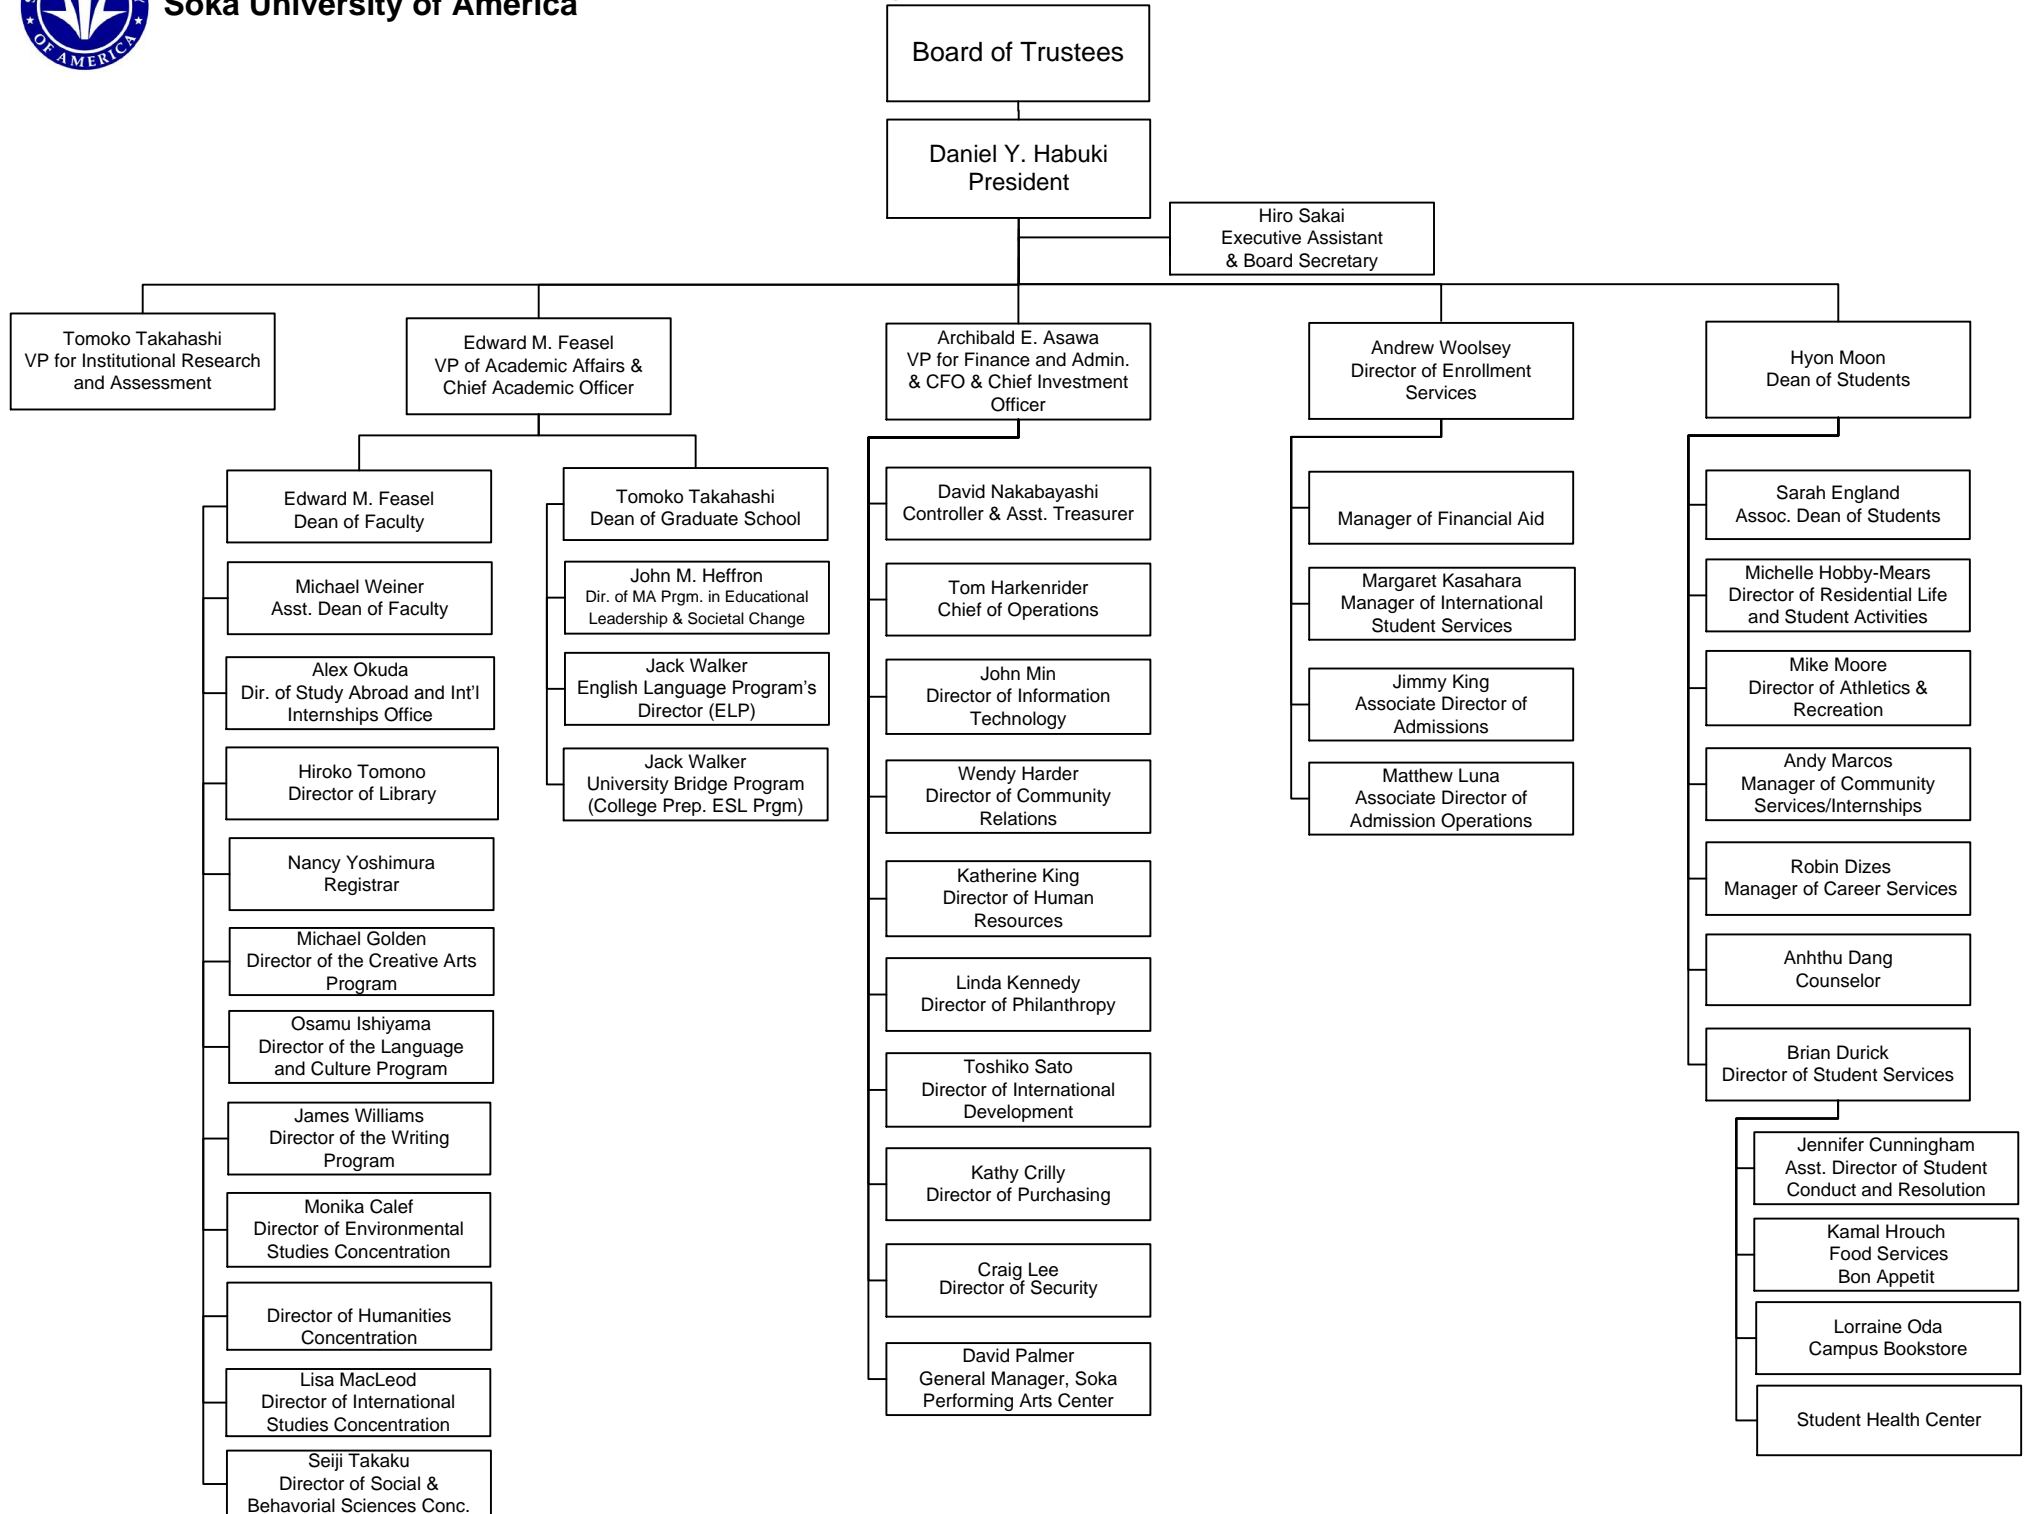 Soka University of America
OF AMERICA
Board of Trustees
Daniel Y. Habuki
President
Hiro Sakai
Executive Assistant
& Board Secretary
Tomoko Takahashi
VP for Institutional Research
and Assessment
Edward M. Feasel
VP of Academic Affairs &
Chief Academic Officer
Archibald E. Asawa
VP for Finance and Admin.
& CFO & Chief Investment
Officer
Andrew Woolsey
Director of Enrollment
Services
Hyon Moon
Dean of Students
Edward M. Feasel
Dean of Faculty
Michael Weiner
Asst. Dean of Faculty
Alex Okuda
Dir. of Study Abroad and Int'l
Internships Office
Hiroko Tomono
Director of Library
Nancy Yoshimura
Registrar
Michael Golden
Director of the Creative Arts
Program
Osamu Ishiyama
Director of the Language
and Culture Program
James Williams
Director of the Writing
Program
Monika Calef
Director of Environmental
Studies Concentration
Director of Humanities
Concentration
Lisa MacLeod
Director of International
Studies Concentration
Seiji Takaku
Director of Social &
Behavorial Sciences Conc.
Tomoko Takahashi
Dean of Graduate School
John M. Heffron
Dir. of MA Prgm. in Educational
Leadership & Societal Change
Jack Walker
English Language Program's
Director (ELP)
Jack Walker
University Bridge Program
(College Prep. ESL Prgm)
David Nakabayashi
Controller & Asst. Treasurer
Tom Harkenrider
Chief of Operations
John Min
Director of Information
Technology
Wendy Harder
Director of Community
Relations
Katherine King
Director of Human
Resources
Linda Kennedy
Director of Philanthropy
Toshiko Sato
Director of International
Development
Kathy Crilly
Director of Purchasing
Craig Lee
Director of Security
David Palmer
General Manager, Soka
Performing Arts Center
Manager of Financial Aid
Margaret Kasahara
Manager of International
Student Services
Jimmy King
Associate Director of
Admissions
Matthew Luna
Associate Director of
Admission Operations
Sarah England
Assoc. Dean of Students
Michelle Hobby-Mears
Director of Residential Life
and Student Activities
Mike Moore
Director of Athletics &
Recreation
Andy Marcos
Manager of Community
Services/Internships
Robin Dizes
Manager of Career Services
Anhthu Dang
Counselor
Brian Durick
Director of Student Services
Jennifer Cunningham
Asst. Director of Student
Conduct and Resolution
Kamal Hrouch
Food Services
Bon Appetit
Lorraine Oda
Campus Bookstore
Student Health Center